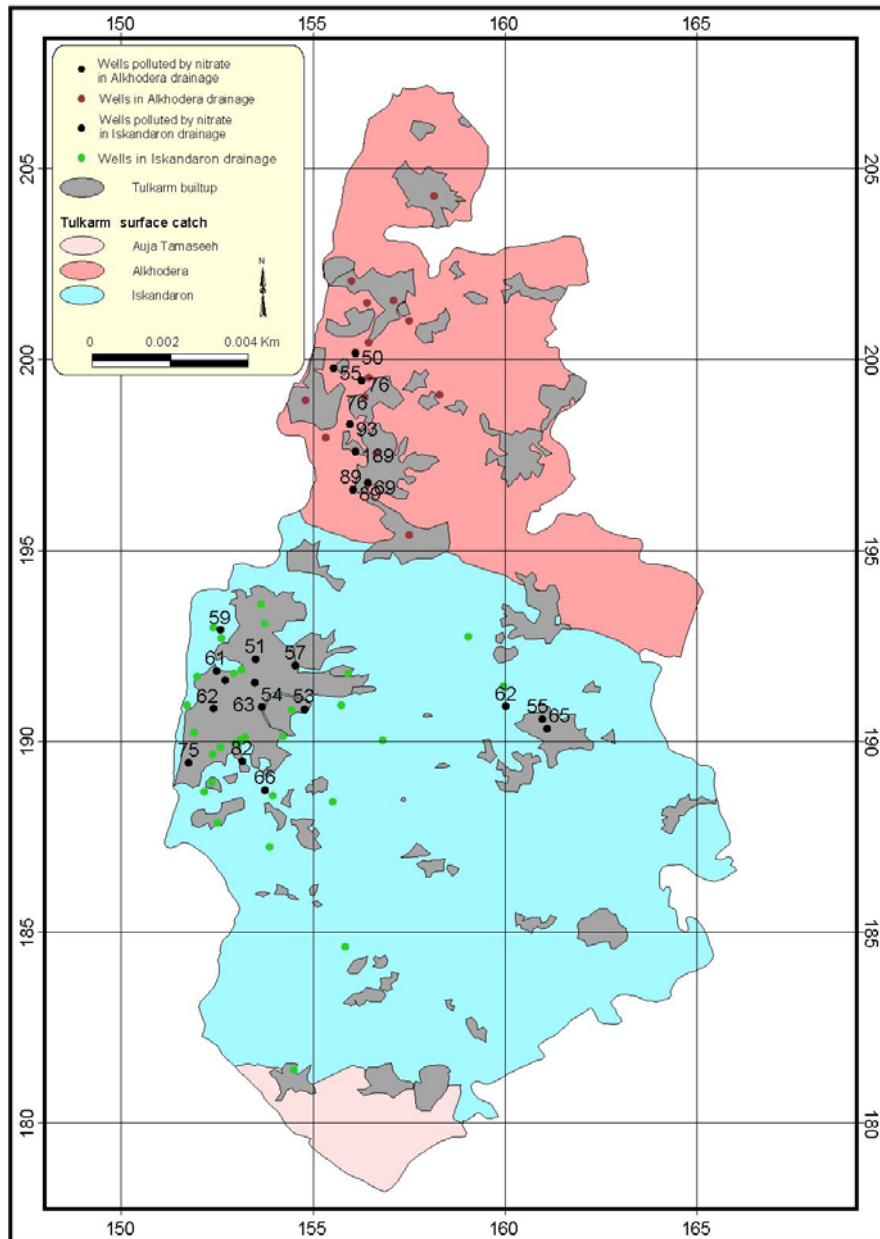 150 155 160 165
Wells polluted by nitrate
in Alkhodera drainage
Wells in Alkhodera drainage
Wells polluted by nitrate
in Iskandaron drainage
Wells in Iskandaron drainage
Tulkarm builtup
Tulkarm surface catch
Auja Tamaseeh
Alkhodera
Iskandaron
N
0 0.002 0.004 Km
205 205
200 200
50
55
76
76
93
189
89
89 69
195 195
59
51
57
61
62
63 54 53
62
55
65
190 190
75
82
66
185 185
180 180
150 155 160 165